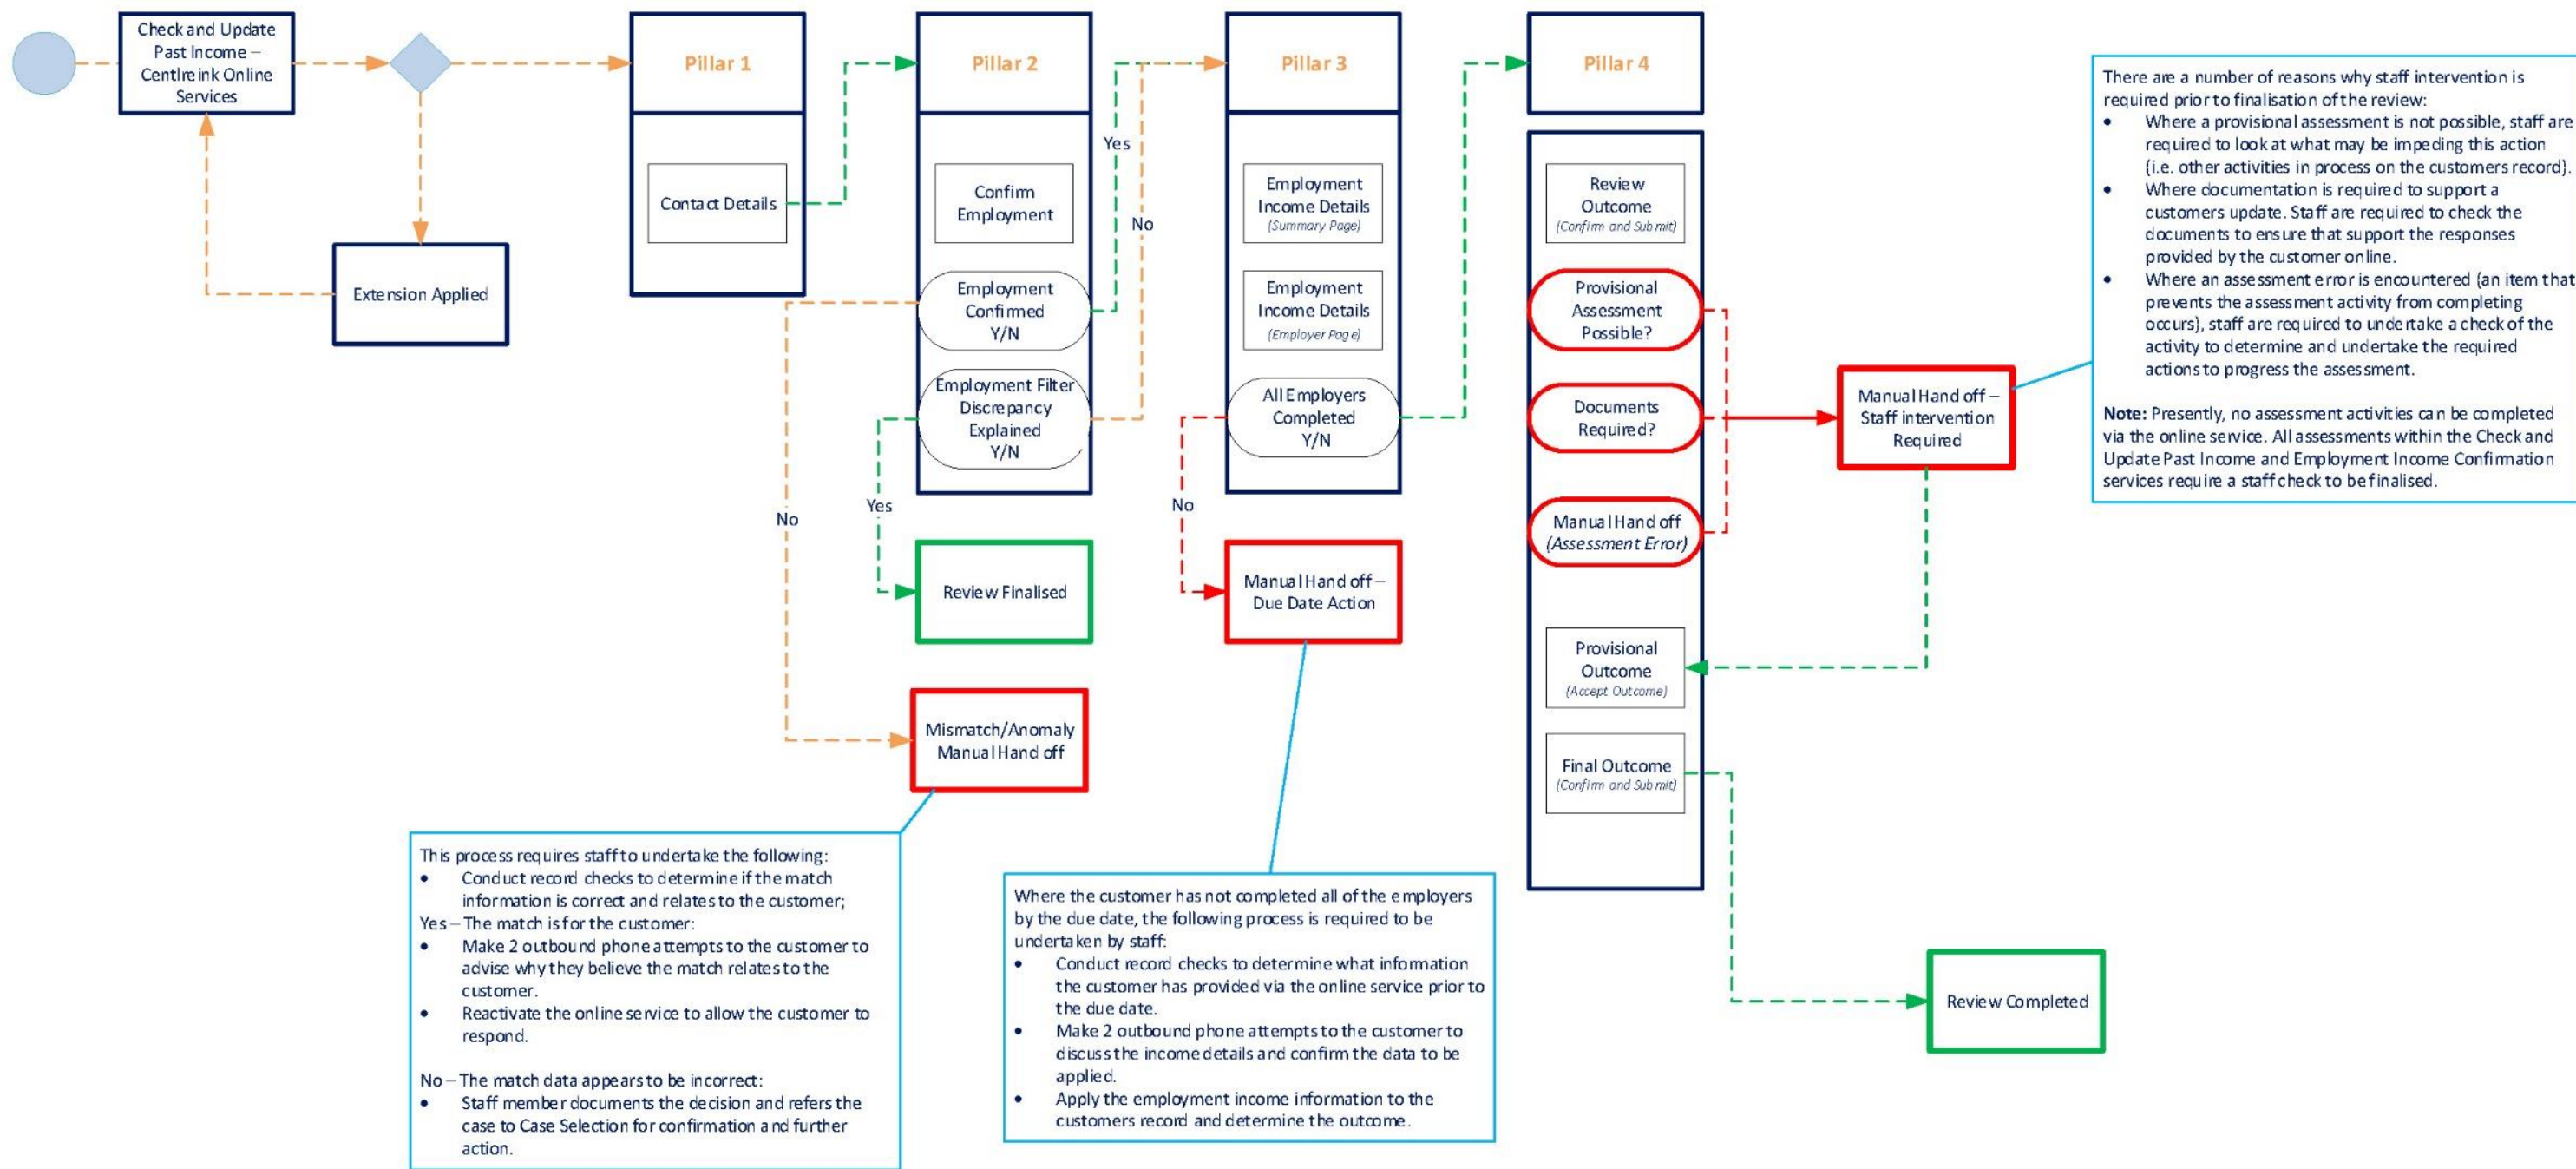 Check and Update
Past Income –
Centlreink Online
Services
Extension Applied
Pillar 1
Contact Details
Pillar 2
Confirm
Employment
Employment
Confirmed
Y/N
Employment Filter
Discrepancy
Explained
Y/N
Yes
No
No
Yes
Review Finalised
Mismatch/Anomaly
Manual Hand off
Pillar 3
Employment
Income Details
(Summary Page)
Employment
Income Details
(Employer Page)
All Employers
Completed
Y/N
No
Manual Hand off –
Due Date Action
Pillar 4
Review
Outcome
(Confirm and Submit)
Provisional
Assessment
Possible?
Documents
Required?
Manual Hand off
(Assessment Error)
Provisional
Outcome
(Accept Outcome)
Final Outcome
(Confirm and Submit)
Manual Hand off –
Staff intervention
Required
Review Completed
There are a number of reasons why staff intervention is
required prior to finalisation of the review:
• Where a provisional assessment is not possible, staff are
required to look at what may be impeding this action
(i.e. other activities in process on the customers record).
• Where documentation is required to support a
customers update. Staff are required to check the
documents to ensure that support the responses
provided by the customer online.
• Where an assessment error is encountered (an item that
prevents the assessment activity from completing
occurs), staff are required to undertake a check of the
activity to determine and undertake the required
actions to progress the assessment.
Note: Presently, no assessment activities can be completed
via the online service. All assessments within the Check and
Update Past Income and Employment Income Confirmation
services require a staff check to be finalised.
This process requires staff to undertake the following:
• Conduct record checks to determine if the match
information is correct and relates to the customer;
Yes – The match is for the customer:
• Make 2 outbound phone attempts to the customer to
advise why they believe the match relates to the
customer.
• Reactivate the online service to allow the customer to
respond.
No – The match data appears to be incorrect:
• Staff member documents the decision and refers the
case to Case Selection for confirmation and further
action.
Where the customer has not completed all of the employers
by the due date, the following process is required to be
undertaken by staff:
• Conduct record checks to determine what information
the customer has provided via the online service prior to
the due date.
• Make 2 outbound phone attempts to the customer to
discuss the income details and confirm the data to be
applied.
• Apply the employment income information to the
customers record and determine the outcome.